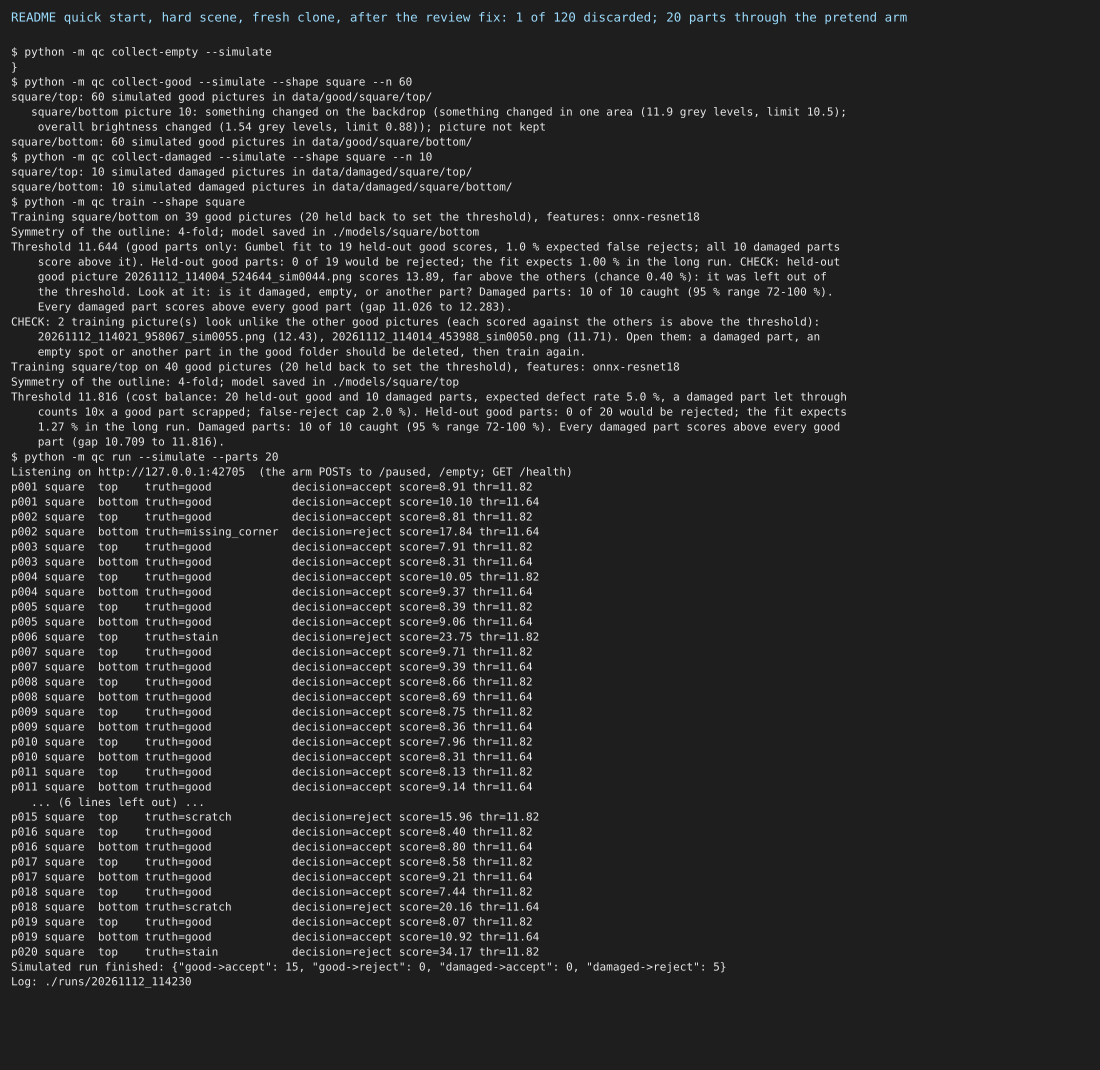 README quick start, hard scene, fresh clone, after the review fix: 1 of 120 discarded; 20 parts through the pretend arm
$ python -m qc collect-empty --simulate
}
$ python -m qc collect-good --simulate --shape square --n 60
square/top: 60 simulated good pictures in data/good/square/top/
square/bottom picture 10: something changed on the backdrop (something changed in one area (11.9 grey levels, limit 10.5);
overall brightness changed (1.54 grey levels, limit 0.88)); picture not kept
square/bottom: 60 simulated good pictures in data/good/square/bottom/
$ python -m qc collect-damaged --simulate --shape square --n 10
square/top: 10 simulated damaged pictures in data/damaged/square/top/
square/bottom: 10 simulated damaged pictures in data/damaged/square/bottom/
$ python -m qc train --shape square
Training square/bottom on 39 good pictures (20 held back to set the threshold), features: onnx-resnet18
Symmetry of the outline: 4-fold; model saved in ./models/square/bottom
Threshold 11.644 (good parts only: Gumbel fit to 19 held-out good scores, 1.0 % expected false rejects; all 10 damaged parts
score above it). Held-out good parts: 0 of 19 would be rejected; the fit expects 1.00 % in the long run. CHECK: held-out
good picture 20261112_114004_524644_sim0044.png scores 13.89, far above the others (chance 0.40 %): it was left out of
the threshold. Look at it: is it damaged, empty, or another part? Damaged parts: 10 of 10 caught (95 % range 72-100 %).
Every damaged part scores above every good part (gap 11.026 to 12.283).
CHECK: 2 training picture(s) look unlike the other good pictures (each scored against the others is above the threshold):
20261112_114021_958067_sim0055.png (12.43), 20261112_114014_453988_sim0050.png (11.71). Open them: a damaged part, an
empty spot or another part in the good folder should be deleted, then train again.
Training square/top on 40 good pictures (20 held back to set the threshold), features: onnx-resnet18
Symmetry of the outline: 4-fold; model saved in ./models/square/top
Threshold 11.816 (cost balance: 20 held-out good and 10 damaged parts, expected defect rate 5.0 %, a damaged part let through
counts 10x a good part scrapped; false-reject cap 2.0 %). Held-out good parts: 0 of 20 would be rejected; the fit expects
1.27 % in the long run. Damaged parts: 10 of 10 caught (95 % range 72-100 %). Every damaged part scores above every good
part (gap 10.709 to 11.816).
$ python -m qc run --simulate --parts 20
Listening on http://127.0.0.1:42705 (the arm POSTs to /paused, /empty; GET /health)
p001 square top truth=good decision=accept score=8.91 thr=11.82
p001 square bottom truth=good decision=accept score=10.10 thr=11.64
p002 square top truth=good decision=accept score=8.81 thr=11.82
p002 square bottom truth=missing_corner decision=reject score=17.84 thr=11.64
p003 square top truth=good decision=accept score=7.91 thr=11.82
p003 square bottom truth=good decision=accept score=8.31 thr=11.64
p004 square top truth=good decision=accept score=10.05 thr=11.82
p004 square bottom truth=good decision=accept score=9.37 thr=11.64
p005 square top truth=good decision=accept score=8.39 thr=11.82
p005 square bottom truth=good decision=accept score=9.06 thr=11.64
p006 square top truth=stain decision=reject score=23.75 thr=11.82
p007 square top truth=good decision=accept score=9.71 thr=11.82
p007 square bottom truth=good decision=accept score=9.39 thr=11.64
p008 square top truth=good decision=accept score=8.66 thr=11.82
p008 square bottom truth=good decision=accept score=8.69 thr=11.64
p009 square top truth=good decision=accept score=8.75 thr=11.82
p009 square bottom truth=good decision=accept score=8.36 thr=11.64
p010 square top truth=good decision=accept score=7.96 thr=11.82
p010 square bottom truth=good decision=accept score=8.31 thr=11.64
p011 square top truth=good decision=accept score=8.13 thr=11.82
p011 square bottom truth=good decision=accept score=9.14 thr=11.64
... (6 lines left out) ...
p015 square top truth=scratch decision=reject score=15.96 thr=11.82
p016 square top truth=good decision=accept score=8.40 thr=11.82
p016 square bottom truth=good decision=accept score=8.80 thr=11.64
p017 square top truth=good decision=accept score=8.58 thr=11.82
p017 square bottom truth=good decision=accept score=9.21 thr=11.64
p018 square top truth=good decision=accept score=7.44 thr=11.82
p018 square bottom truth=scratch decision=reject score=20.16 thr=11.64
p019 square top truth=good decision=accept score=8.07 thr=11.82
p019 square bottom truth=good decision=accept score=10.92 thr=11.64
p020 square top truth=stain decision=reject score=34.17 thr=11.82
Simulated run finished: {"good->accept": 15, "good->reject": 0, "damaged->accept": 0, "damaged->reject": 5}
Log: ./runs/20261112_114230